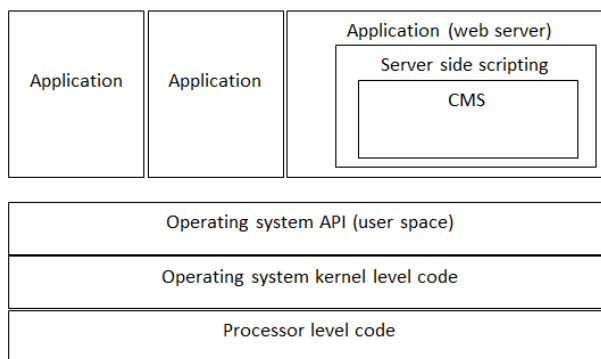 Application
Application
Application (web server)
Server side scripting
CMS
Operating system API (user space)
Operating system kernel level code
Processor level code